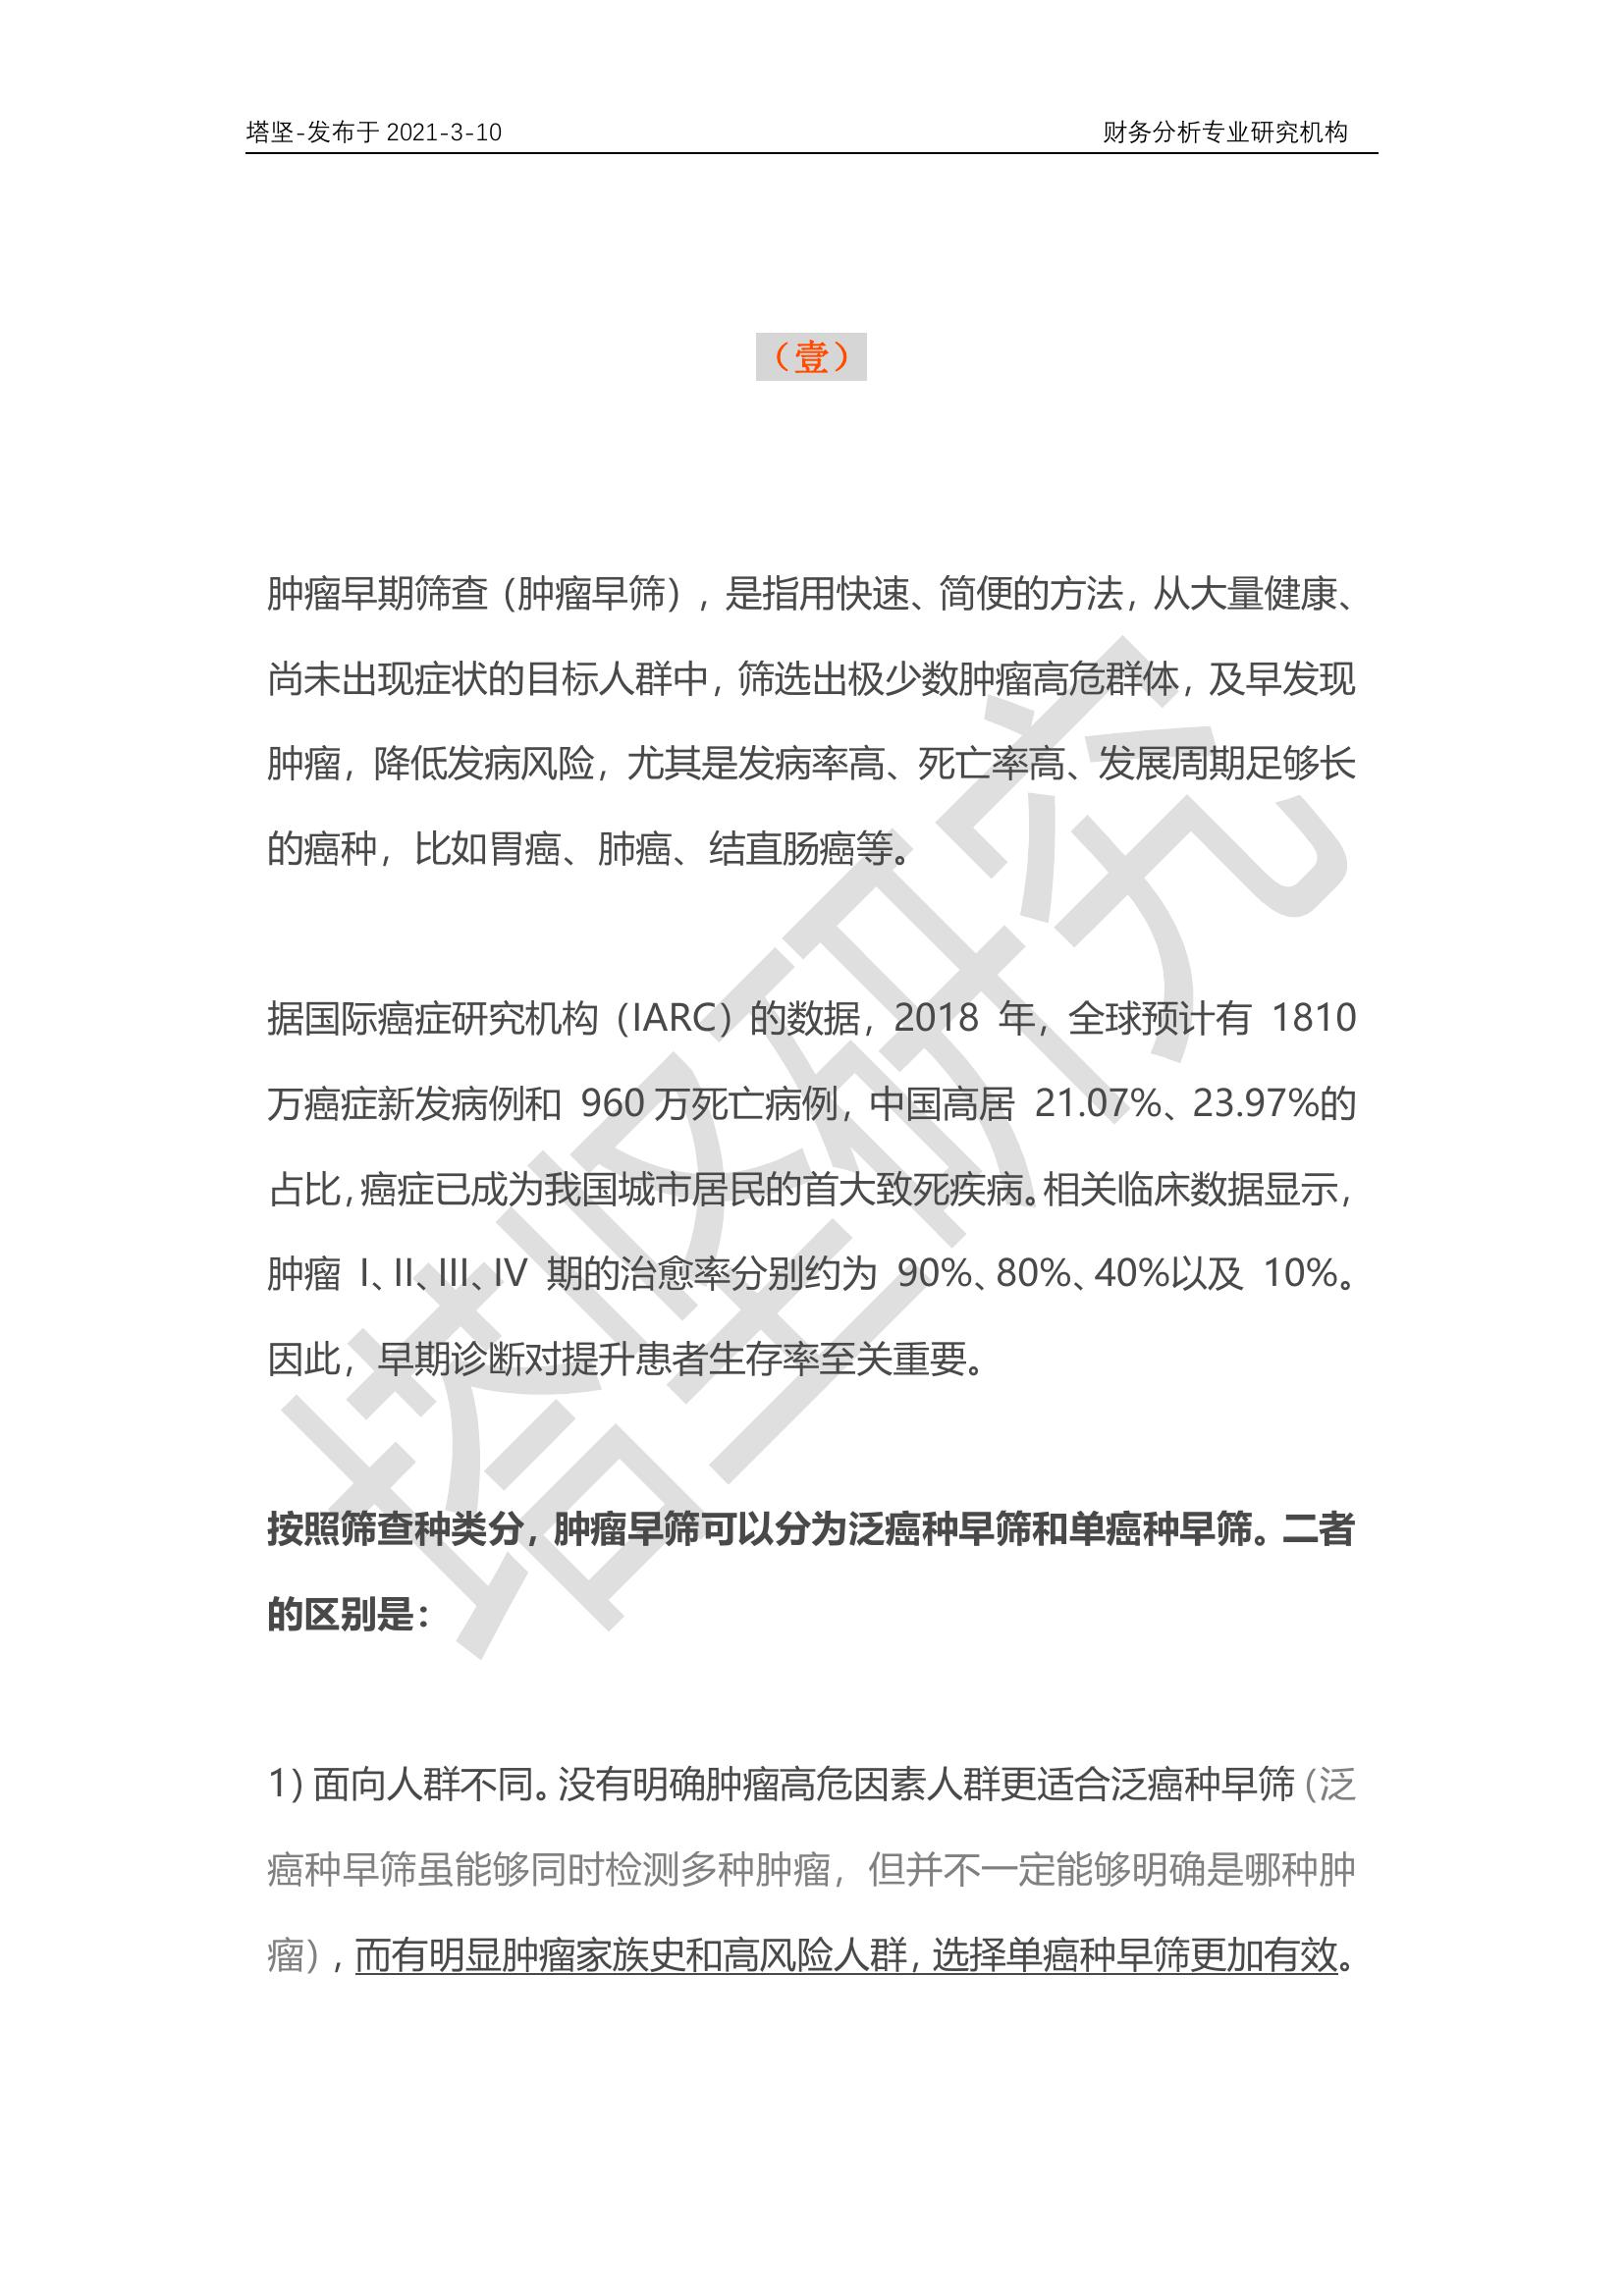 塔坚-发布于 2021-3-10 财务分析专业研究机构
（壹）
肿瘤早期筛查（肿瘤早筛），是指用快速、简便的方法，从大量健康、
尚未出现症状的目标人群中，筛选出极少数肿瘤高危群体，及早发现
肿瘤，降低发病风险，尤其是发病率高、死亡率高、发展周期足够长
的癌种，比如胃癌、肺癌、结直肠癌等。
据国际癌症研究机构（IARC）的数据，2018 年，全球预计有 1810
万癌症新发病例和 960 万死亡病例，中国高居 21.07%、23.97%的
占比，癌症已成为我国城市居民的首大致死疾病。相关临床数据显示，
肿瘤 I、II、III、IV 期的治愈率分别约为 90%、80%、40%以及 10%。
因此，早期诊断对提升患者生存率至关重要。
按照筛查种类分，肿瘤早筛可以分为泛癌种早筛和单癌种早筛。二者
的区别是：
1）面向人群不同。没有明确肿瘤高危因素人群更适合泛癌种早筛（泛
癌种早筛虽能够同时检测多种肿瘤，但并不一定能够明确是哪种肿
瘤），而有明显肿瘤家族史和高风险人群，选择单癌种早筛更加有效。
塔坚研究